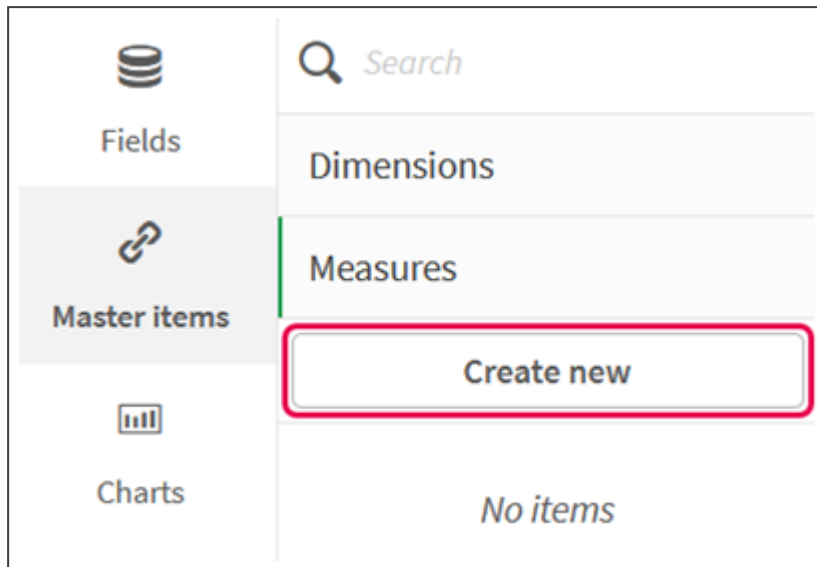 Fields
Master items
Charts
Search
Dimensions
Measures
Create new
No items